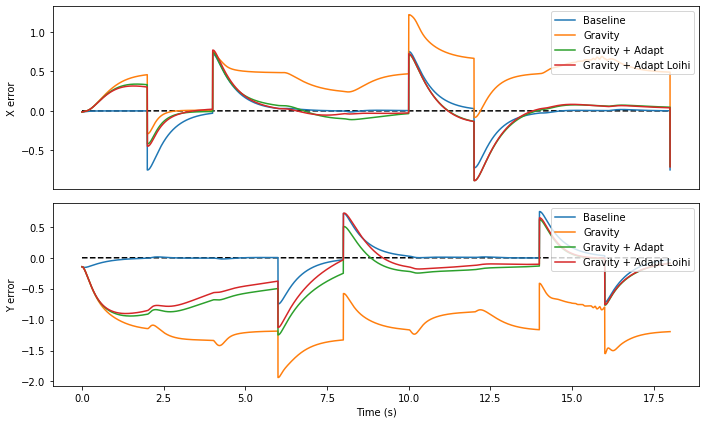 X error
1.0
0.5
0.0
−0.5
Baseline
Gravity
Gravity + Adapt
Gravity + Adapt Loihi
Y error
0.5
0.0
−0.5
−1.0
−1.5
−2.0
Baseline
Gravity
Gravity + Adapt
Gravity + Adapt Loihi
0.0 2.5 5.0 7.5 10.0 12.5 15.0 17.5
Time (s)